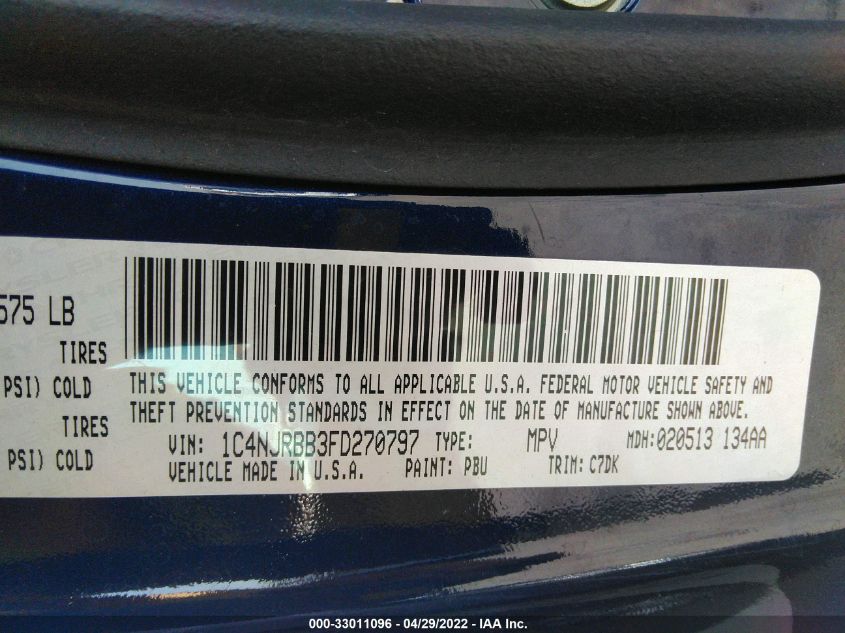 575 LB
TIRES
PSI) COLD
TIRES
PSI) COLD
THIS VEHICLE CONFORMS TO ALL APPLICABLE U.S.A. FEDERAL MOTOR VEHICLE SAFETY AND
THEFT PREVENTION STANDARDS IN EFFECT ON THE DATE OF MANUFACTURE SHOWN ABOVE.
VIN: 1C4NJRBB3FD270797 TYPE: MPV MDH:020513 134AA
VEHICLE MADE IN U.S.A. PAINT: PBU TRIM: C7DK
000-33011096 - 04/29/2022 - IAA Inc.